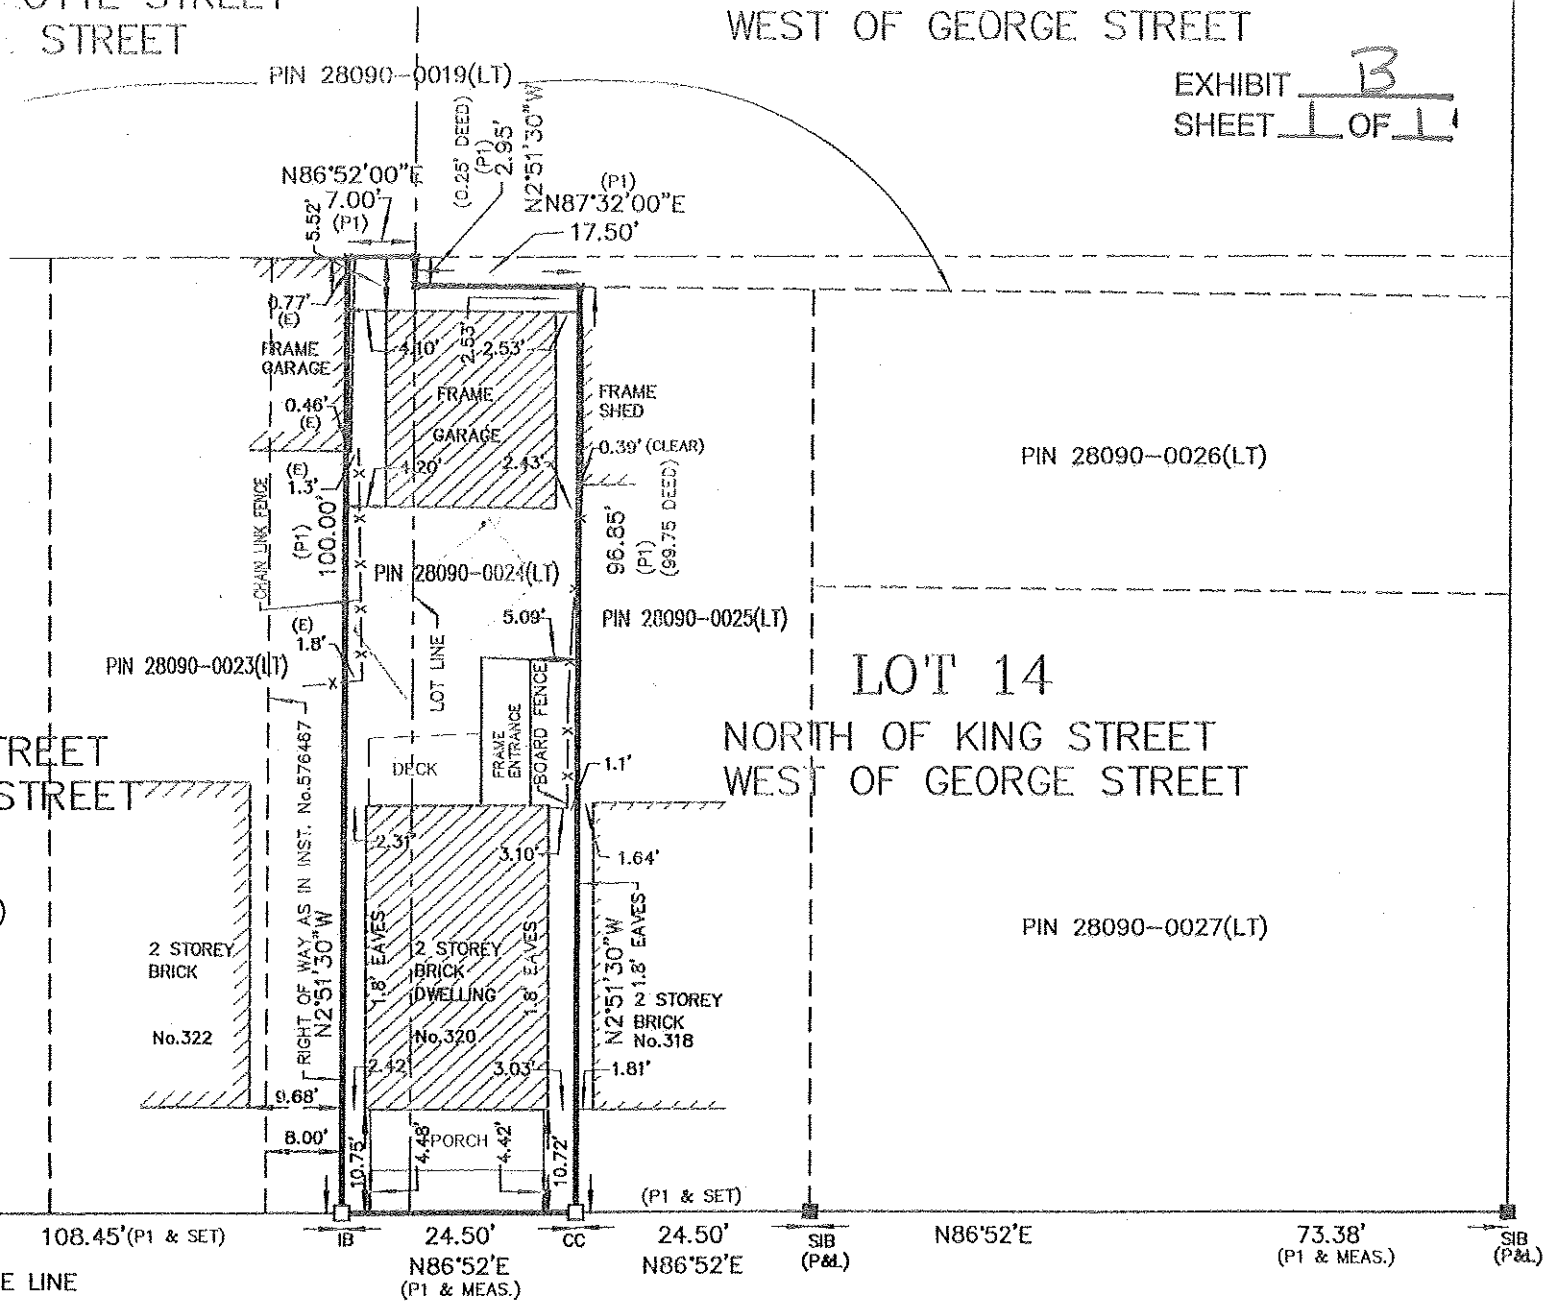 STREET
WEST OF GEORGE STREET
PIN 28090-0019(LT)
EXHIBIT B
SHEET 1 OF 1
(0.25' DEED)
(P1)
2.95'
N2°51'30"W
N86°52'00"E
7.00'
(P1)
5.52'
(P1)
N87°32'00"E
17.50'
0.77'
(E)
FRAME
GARAGE
0.46'
(E)
4.10'
2.53'
2.53'
FRAME
GARAGE
FRAME
SHED
0.39' (CLEAR)
4.20'
2.43'
(E)
1.3'
CHAIN LINK FENCE
(P1)
100.00'
96.85'
(P1)
(99.75 DEED)
PIN 28090-0026(LT)
PIN 28090-0024(LT)
5.09'
PIN 28090-0025(LT)
(E)
1.8'
PIN 28090-0023(LT)
LOT LINE
LOT 14
NORTH OF KING STREET
WEST OF GEORGE STREET
TREET
STREET
DECK
FRAME
ENTRANCE
BOARD FENCE
1.1'
RIGHT OF WAY AS IN INST. No.576467
N2°51'30"W
2.31'
3.10'
1.64'
)
1.8' EAVES
2 STOREY
BRICK
DWELLING
No.320
1.8' EAVES
N2°51'30"W
1.8' EAVES
2 STOREY
BRICK
No.322
2 STOREY
BRICK
No.318
PIN 28090-0027(LT)
2.42'
3.03'
1.81'
9.68'
8.00'
10.75'
4.48'
PORCH
4.42'
10.72'
(P1 & SET)
108.45'(P1 & SET)
IB
24.50'
N86°52'E
(P1 & MEAS.)
CC
24.50'
N86°52'E
SIB
(P&L)
N86°52'E
73.38'
(P1 & MEAS.)
SIB
(P&L)
E LINE